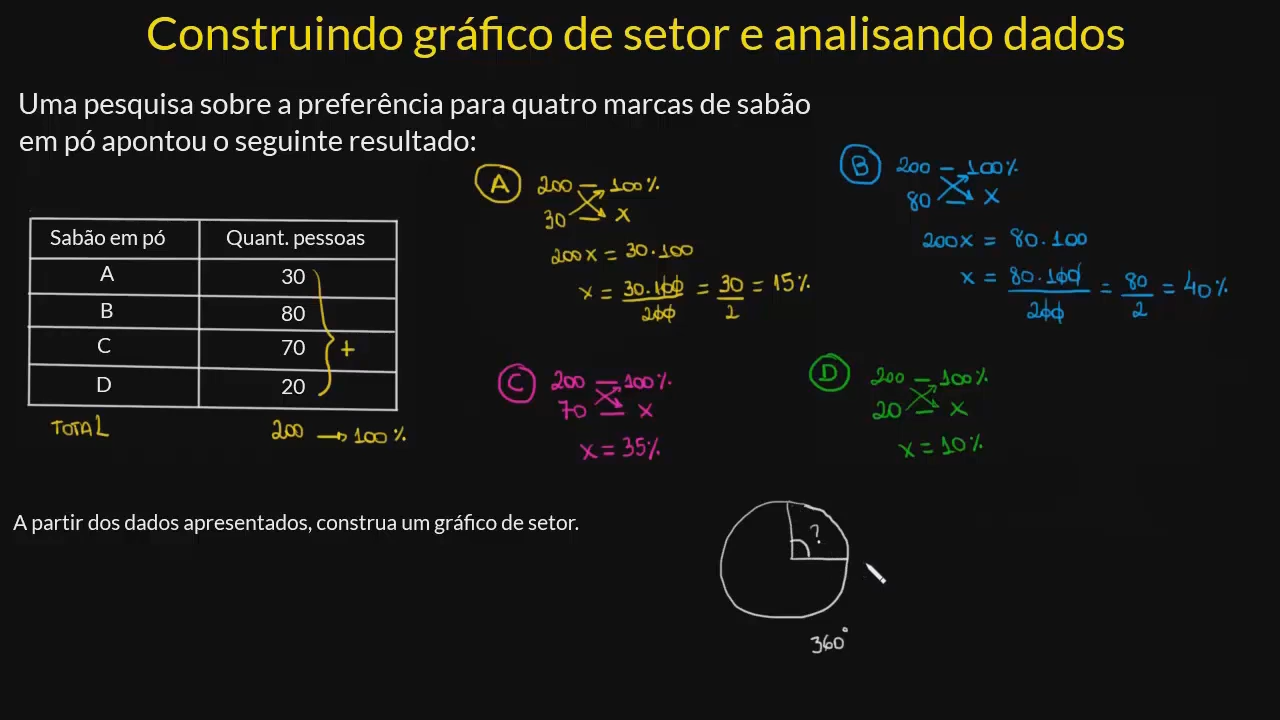 Construindo gráfico de setor e analisando dados
Uma pesquisa sobre a preferência para quatro marcas de sabão
em pó apontou o seguinte resultado:
Sabão em pó Quant. pessoas
A 30
B 80
C 70
D 20
+
TOTAL 200 → 100%
A
200 – 100%
30 – x
200x = 30.100
x = 30.100/200 = 30/2 = 15%
B
200 – 100%
80 – x
200x = 80.100
x = 80.100/200 = 80/2 = 40%
C
200 – 100%
70 – x
x = 35%
D
200 – 100%
20 – x
x = 10%
A partir dos dados apresentados, construa um gráfico de setor.
?
360°